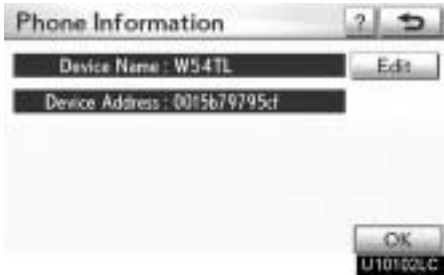 Phone Information ?
Device Name : W54TL Edit
Device Address : 0015b79795cf
OK
U10102LC